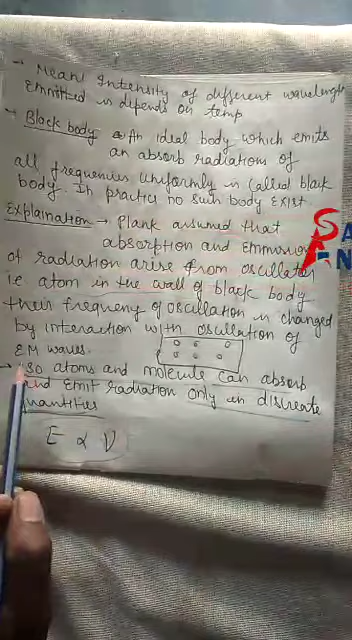 → Mean Intensity of different wavelength
Emmitted is depends on temp
→ Black body → An ideal body which emits
an absorb radiation of
all frequencies uniformly is called black
body. In practice no such body exist.
Explaination → Plank assumed that
absorption and Emmission
of radiation arise from oscillator
i.e atom in the wall of black body
their frequency of oscillation is changed
by interaction with oscillation of
EM waves.
→ so atoms and molecule can absorb
and Emit radiation only in discreate
quantities
E ∝ ν
S
EN